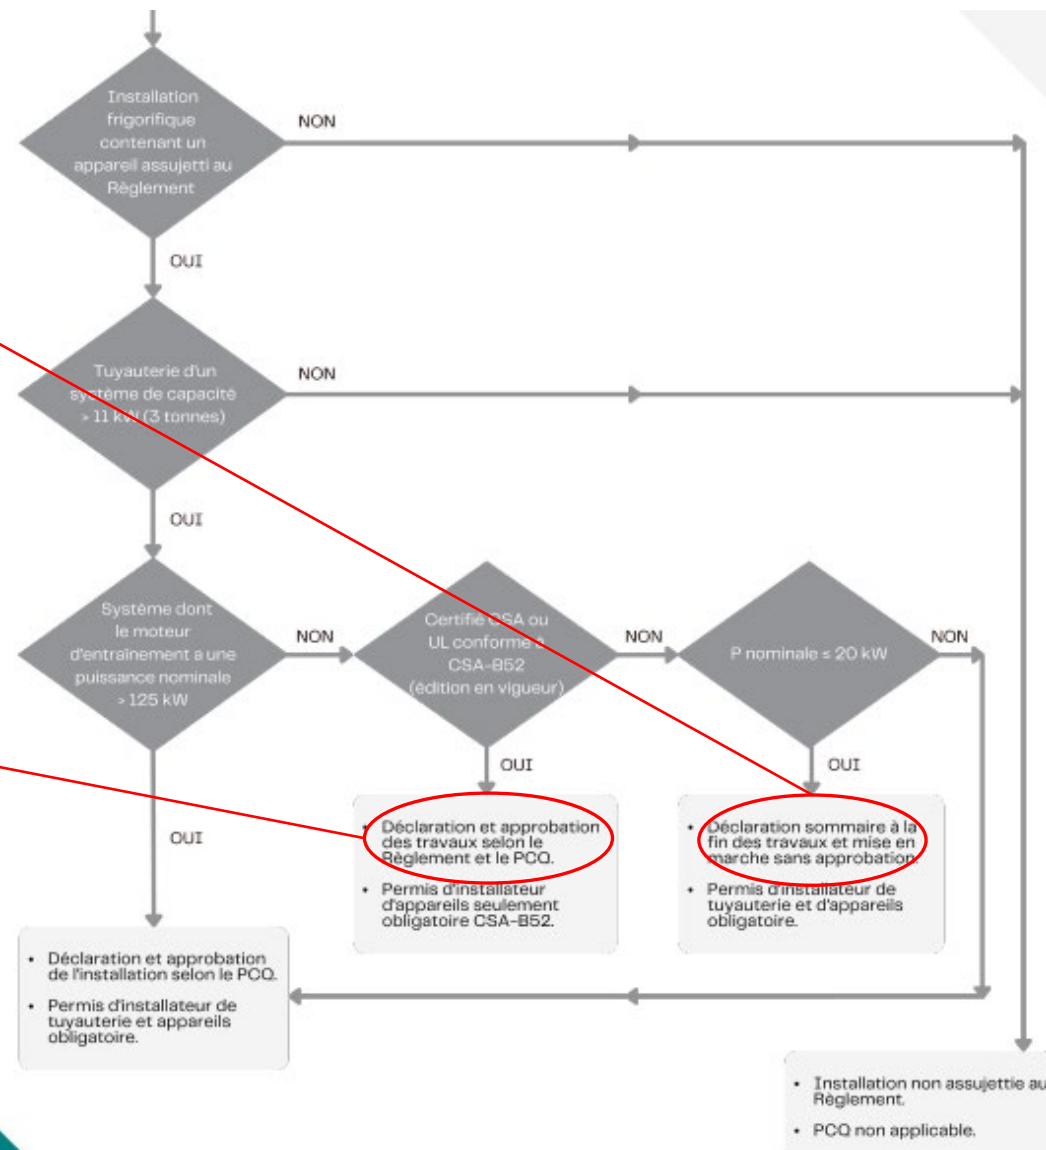 Installation
frigorifique
contenant un
appareil assujetti au
Règlement
NON
OUI
Tuyauterie d'un
système de capacité
> 11 kW (3 tonnes)
NON
OUI
Système dont
le moteur
d'entraînement a une
puissance nominale
> 125 kW
NON
Certifié CSA ou
UL conforme à
CSA-B52
(édition en vigueur)
NON
P nominale ≤ 20 kW
NON
OUI
OUI
OUI
• Déclaration et approbation
des travaux selon le
Règlement et le PCQ.
• Permis d'installateur
d'appareils seulement
obligatoire CSA-B52.
• Déclaration sommaire à la
fin des travaux et mise en
marche sans approbation.
• Permis d'installateur de
tuyauterie et d'appareils
obligatoire.
• Déclaration et approbation
de l'installation selon le PCQ.
• Permis d'installateur de
tuyauterie et appareils
obligatoire.
• Installation non assujettie au
Règlement.
• PCQ non applicable.